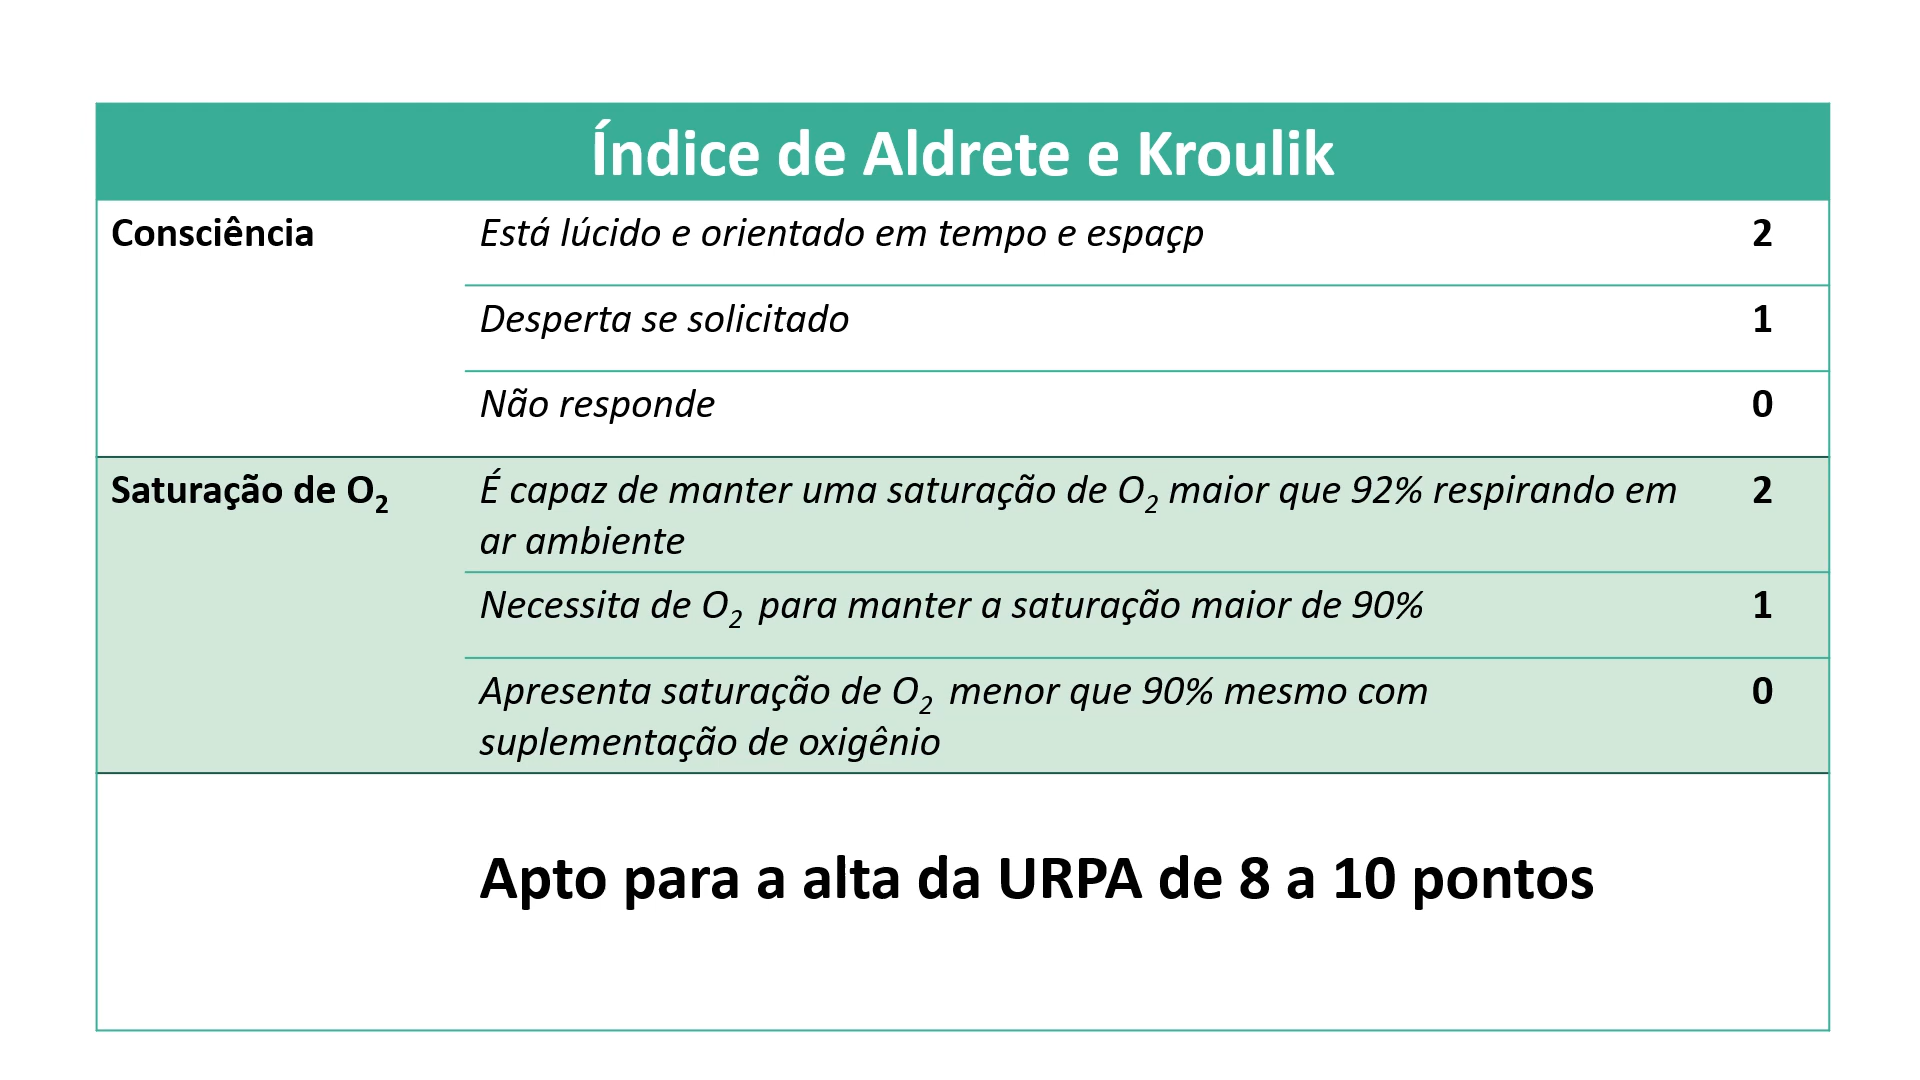 Índice de Aldrete e Kroulik
Consciência
Está lúcido e orientado em tempo e espaçp
2
Desperta se solicitado
1
Não responde
0
Saturação de O₂
É capaz de manter uma saturação de O₂ maior que 92% respirando em
ar ambiente
2
Necessita de O₂ para manter a saturação maior de 90%
1
Apresenta saturação de O₂ menor que 90% mesmo com
suplementação de oxigênio
0
Apto para a alta da URPA de 8 a 10 pontos